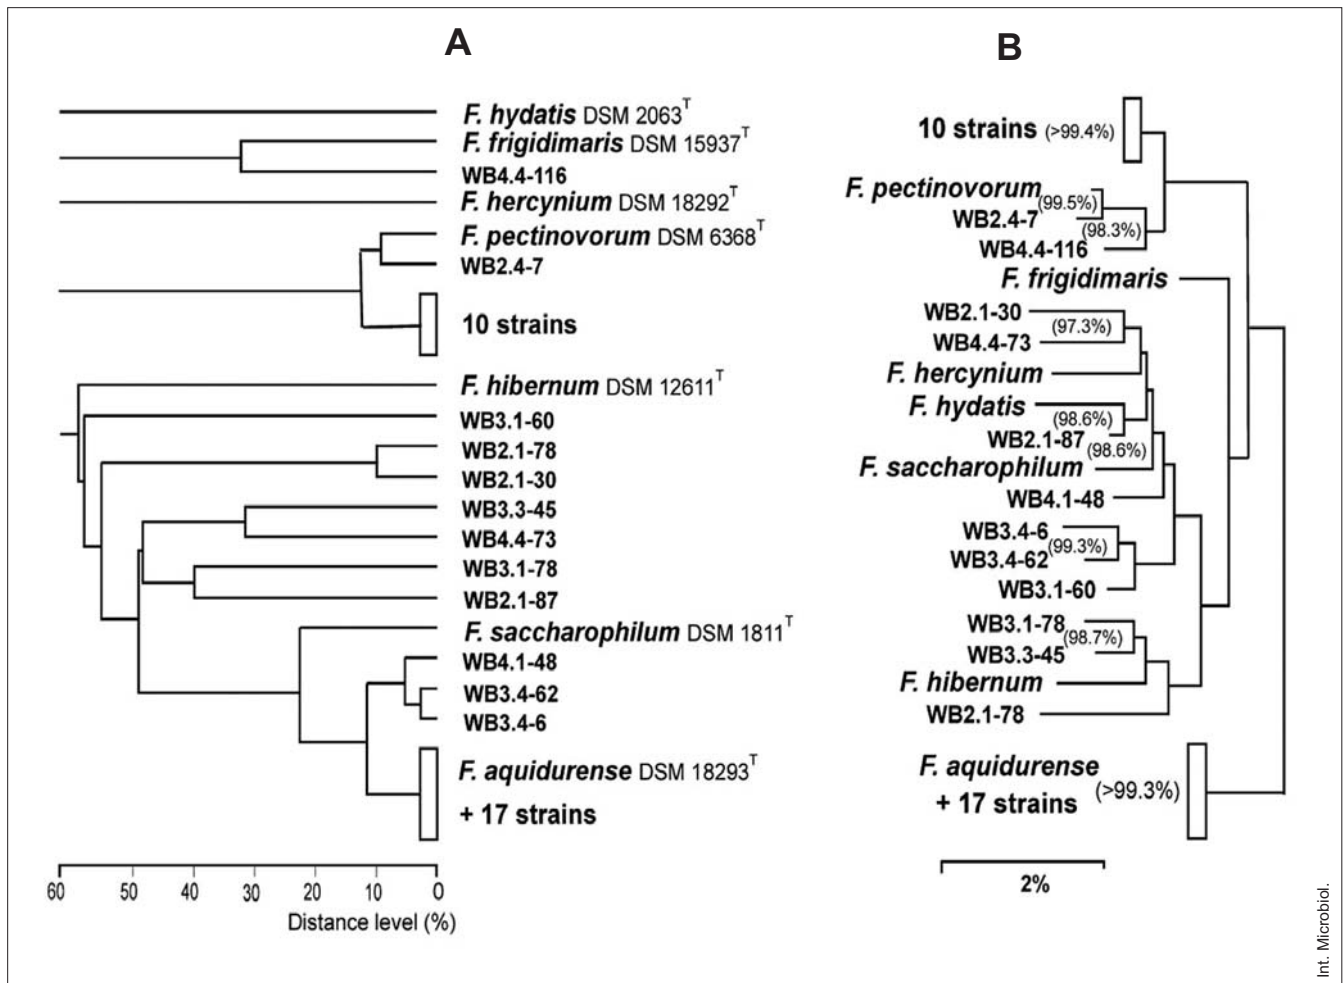 A
F. hydatis DSM 2063T
F. frigidimaris DSM 15937T
WB4.4-116
F. hercynium DSM 18292T
F. pectinovorum DSM 6368T
WB2.4-7
10 strains
F. hibernum DSM 12611T
WB3.1-60
WB2.1-78
WB2.1-30
WB3.3-45
WB4.4-73
WB3.1-78
WB2.1-87
F. saccharophilum DSM 1811T
WB4.1-48
WB3.4-62
WB3.4-6
F. aquidurense DSM 18293T
+ 17 strains
60 50 40 30 20 10 0
Distance level (%)
B
10 strains (>99.4%)
F. pectinovorum
(99.5%)
WB2.4-7
(98.3%)
WB4.4-116
F. frigidimaris
WB2.1-30
(97.3%)
WB4.4-73
F. hercynium
F. hydatis
(98.6%)
WB2.1-87
(98.6%)
F. saccharophilum
WB4.1-48
WB3.4-6
(99.3%)
WB3.4-62
WB3.1-60
WB3.1-78
(98.7%)
WB3.3-45
F. hibernum
WB2.1-78
F. aquidurense
(>99.3%)
+ 17 strains
2%
Int. Microbiol.